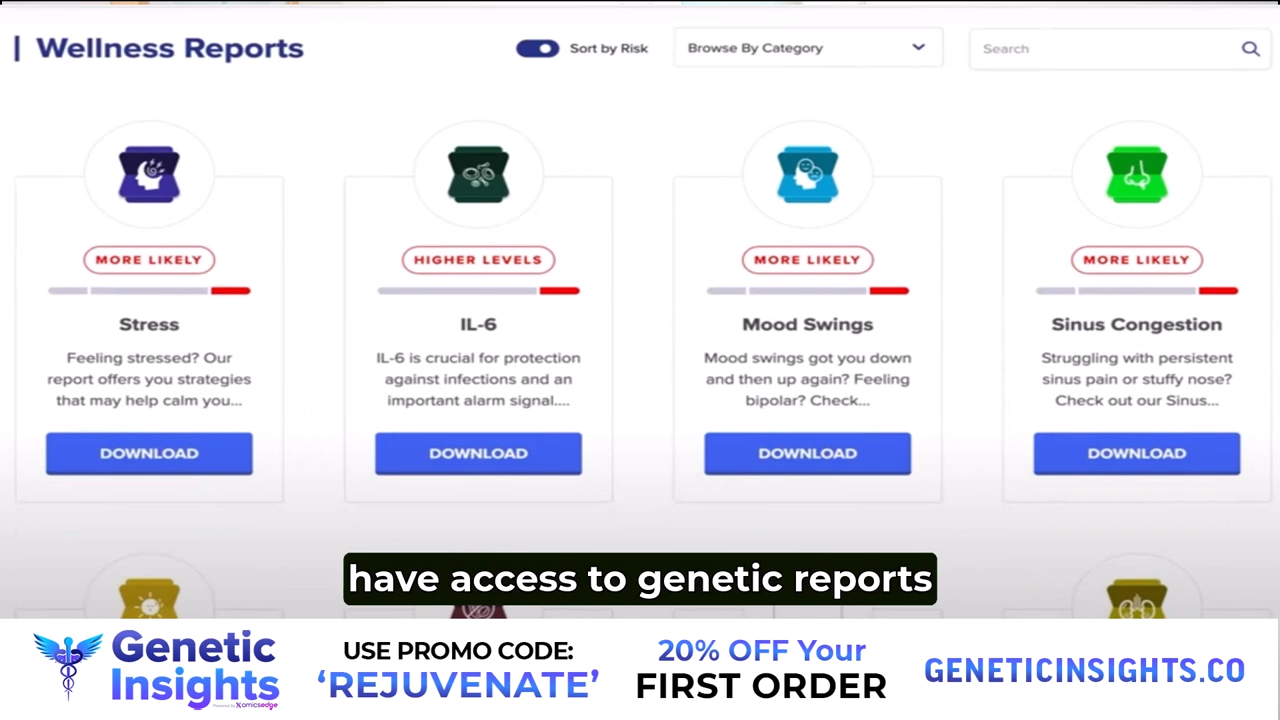 Wellness Reports
Sort by Risk
Browse By Category
Search
MORE LIKELY
Stress
Feeling stressed? Our
report offers you strategies
that may help calm you...
DOWNLOAD
HIGHER LEVELS
IL-6
IL-6 is crucial for protection
against infections and an
important alarm signal....
DOWNLOAD
MORE LIKELY
Mood Swings
Mood swings got you down
and then up again? Feeling
bipolar? Check...
DOWNLOAD
MORE LIKELY
Sinus Congestion
Struggling with persistent
sinus pain or stuffy nose?
Check out our Sinus...
DOWNLOAD
have access to genetic reports
Genetic
Insights
Powered by Xomicsedge
USE PROMO CODE:
‘REJUVENATE’
20% OFF Your
FIRST ORDER
GENETICINSIGHTS.CO